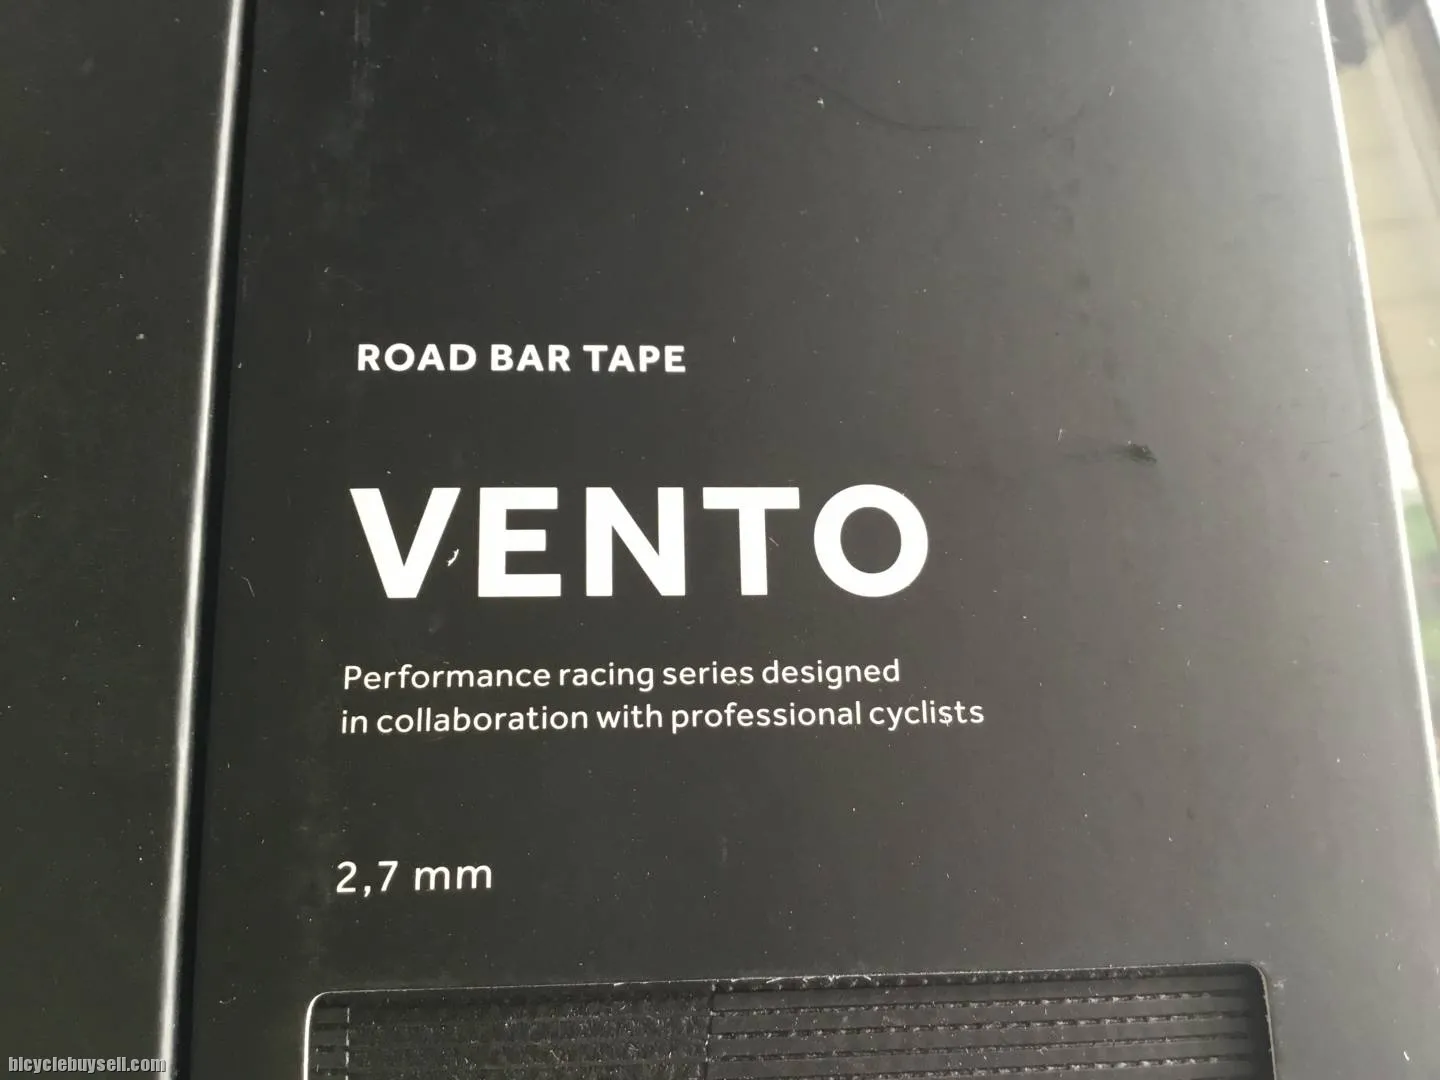 ROAD BAR TAPE
VENTO
Performance racing series designed
in collaboration with professional cyclists
2,7 mm
bicyclebuysell.com